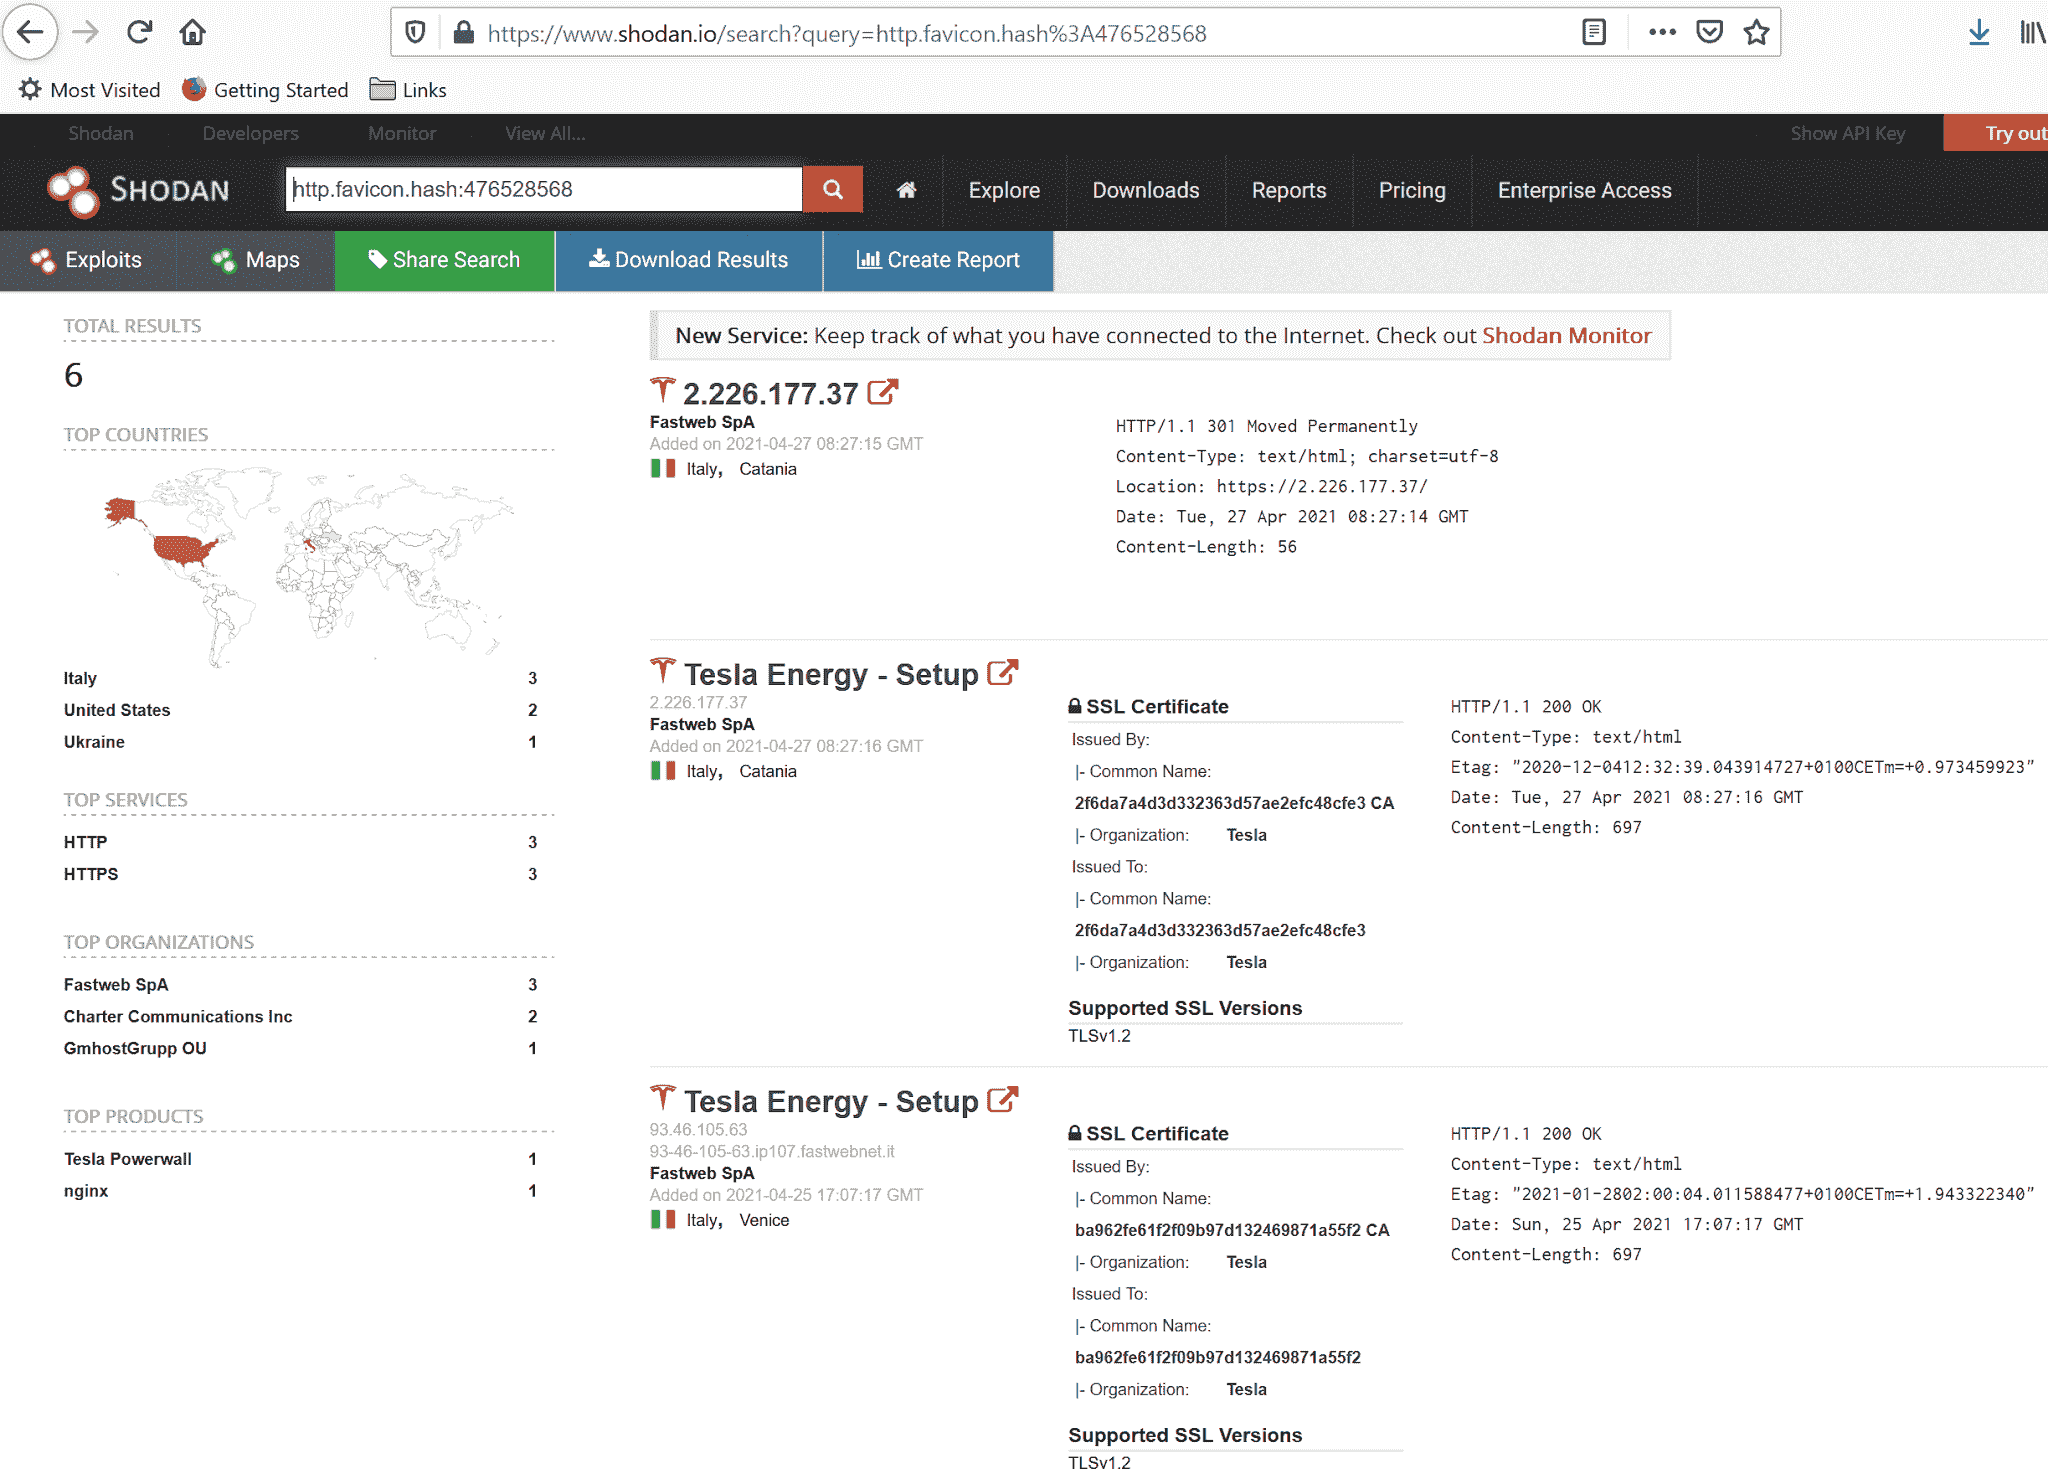 https://www.shodan.io/search?query=http.favicon.hash%3A476528568
Most Visited Getting Started Links
Shodan Developers Monitor View All... Show API Key Try out
SHODAN http.favicon.hash:476528568 Explore Downloads Reports Pricing Enterprise Access
Exploits Maps Share Search Download Results Create Report
TOTAL RESULTS
6
TOP COUNTRIES
Italy 3
United States 2
Ukraine 1
TOP SERVICES
HTTP 3
HTTPS 3
TOP ORGANIZATIONS
Fastweb SpA 3
Charter Communications Inc 2
GmhostGrupp OU 1
TOP PRODUCTS
Tesla Powerwall 1
nginx 1
New Service: Keep track of what you have connected to the Internet. Check out Shodan Monitor
2.226.177.37
Fastweb SpA
Added on 2021-04-27 08:27:15 GMT
Italy, Catania
HTTP/1.1 301 Moved Permanently
Content-Type: text/html; charset=utf-8
Location: https://2.226.177.37/
Date: Tue, 27 Apr 2021 08:27:14 GMT
Content-Length: 56
Tesla Energy - Setup
2.226.177.37
Fastweb SpA
Added on 2021-04-27 08:27:16 GMT
Italy, Catania
SSL Certificate
Issued By:
|- Common Name:
2f6da7a4d3d332363d57ae2efc48cfe3 CA
|- Organization: Tesla
Issued To:
|- Common Name:
2f6da7a4d3d332363d57ae2efc48cfe3
|- Organization: Tesla
Supported SSL Versions
TLSv1.2
HTTP/1.1 200 OK
Content-Type: text/html
Etag: "2020-12-0412:32:39.043914727+0100CETm=+0.973459923"
Date: Tue, 27 Apr 2021 08:27:16 GMT
Content-Length: 697
Tesla Energy - Setup
93.46.105.63
93-46-105-63.ip107.fastwebnet.it
Fastweb SpA
Added on 2021-04-25 17:07:17 GMT
Italy, Venice
SSL Certificate
Issued By:
|- Common Name:
ba962fe61f2f09b97d132469871a55f2 CA
|- Organization: Tesla
Issued To:
|- Common Name:
ba962fe61f2f09b97d132469871a55f2
|- Organization: Tesla
Supported SSL Versions
TLSv1.2
HTTP/1.1 200 OK
Content-Type: text/html
Etag: "2021-01-2802:00:04.011588477+0100CETm=+1.943322340"
Date: Sun, 25 Apr 2021 17:07:17 GMT
Content-Length: 697